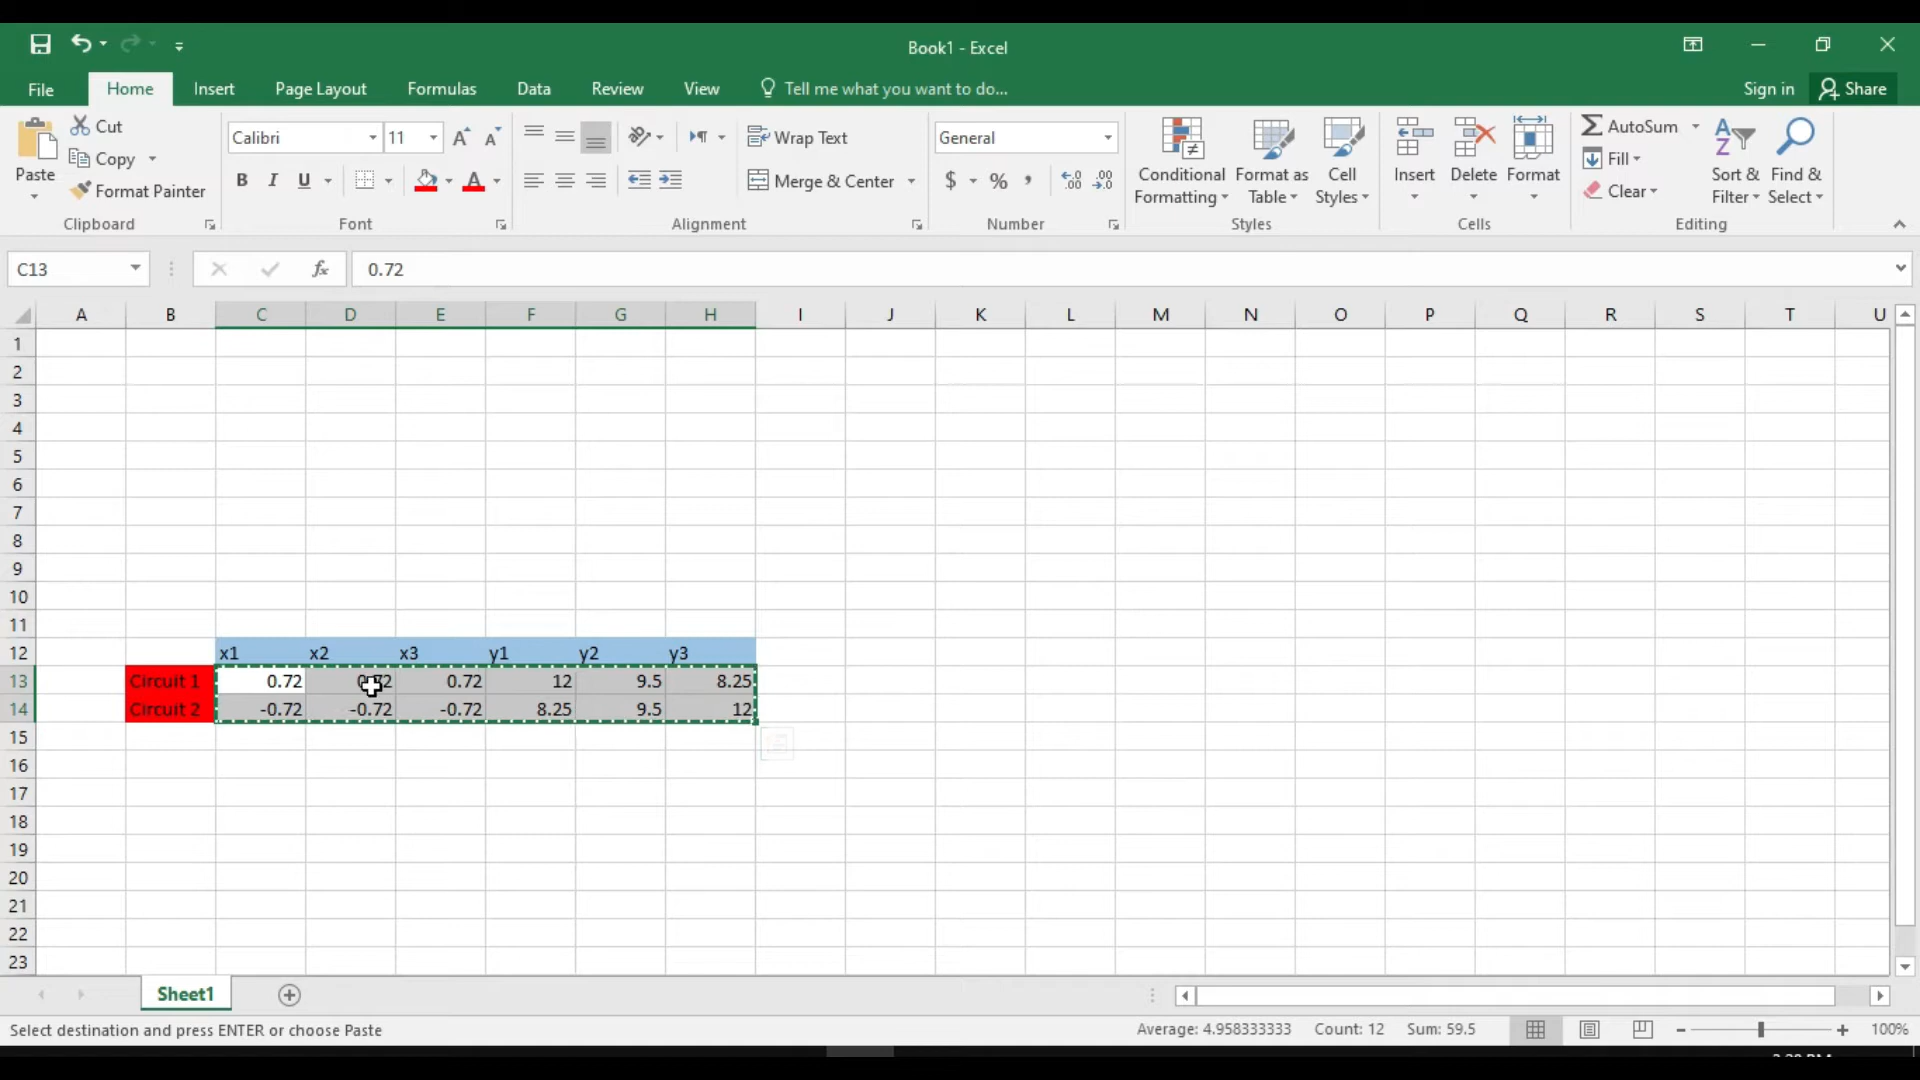 Book1 - Excel
File Home Insert Page Layout Formulas Data Review View Tell me what you want to do... Sign in Share
Paste Cut Copy Format Painter Clipboard
Calibri 11 B I U A Font
Wrap Text Merge & Center Alignment
General $ % , Number
Conditional Formatting Format as Table Cell Styles Styles
Insert Delete Format Cells
AutoSum Fill Clear Sort & Filter Find & Select Editing
C13 fx 0.72
A B C D E F G H I J K L M N O P Q R S T U
1
2
3
4
5
6
7
8
9
10
11
12 x1 x2 x3 y1 y2 y3
13 Circuit 1 0.72 0.72 12 9.5 8.25
14 Circuit 2 -0.72 -0.72 -0.72 8.25 9.5 12
15
16
17
18
19
20
21
22
23
Sheet1
Select destination and press ENTER or choose Paste Average: 4.958333333 Count: 12 Sum: 59.5 100%